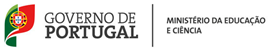 GOVERNO DE
PORTUGAL
MINISTÉRIO DA EDUCAÇÃO
E CIÊNCIA